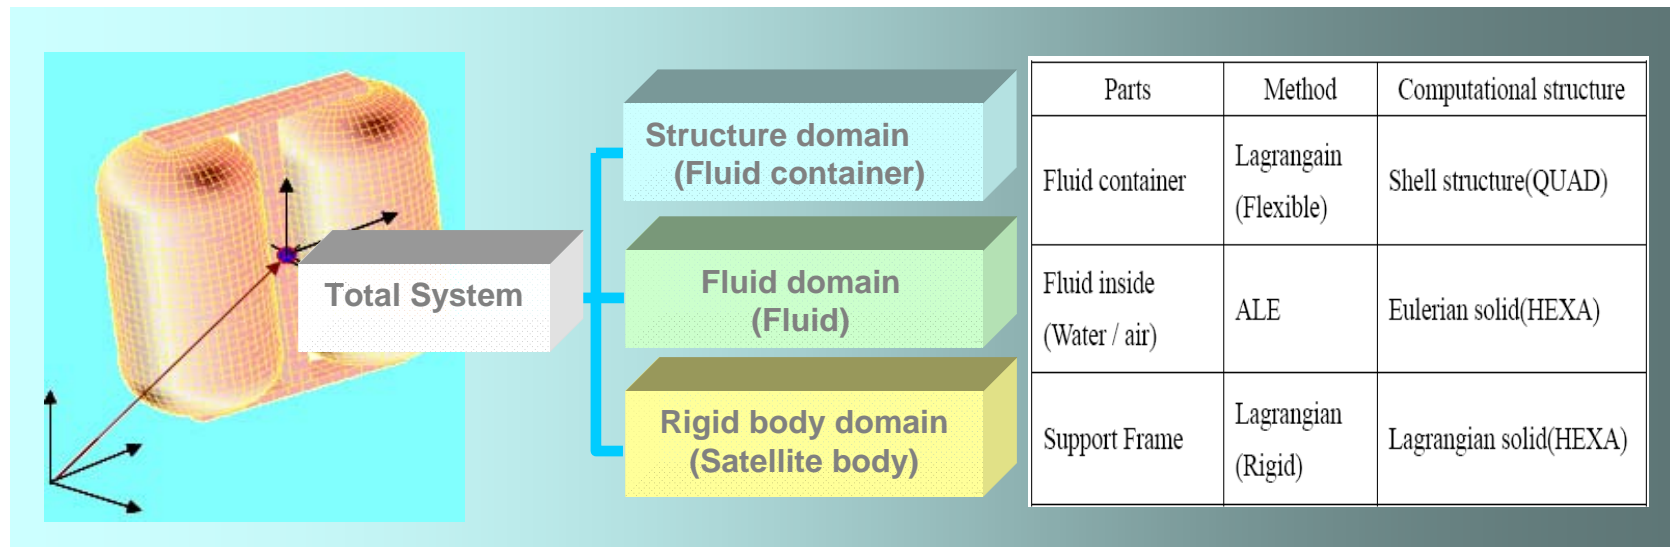 Total System
Structure domain
(Fluid container)
Fluid domain
(Fluid)
Rigid body domain
(Satellite body)
Parts Method Computational structure
Fluid container Lagrangain (Flexible) Shell structure(QUAD)
Fluid inside (Water / air) ALE Eulerian solid(HEXA)
Support Frame Lagrangian (Rigid) Lagrangian solid(HEXA)